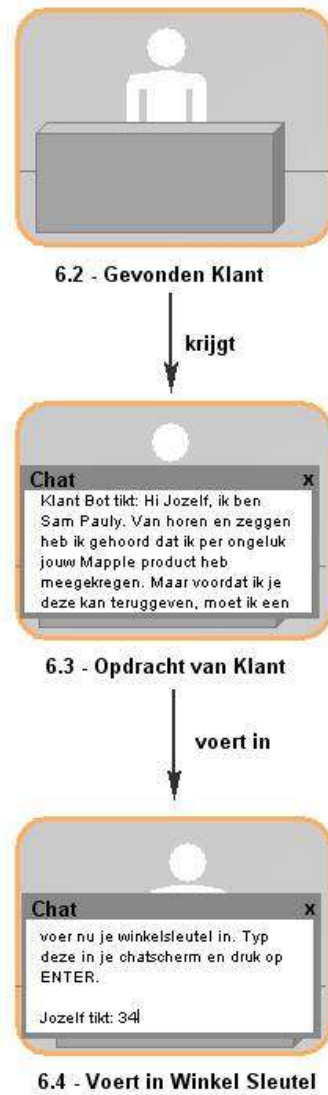 6.2 - Gevonden Klant
krijgt
Chat x
Klant Bot tikt: Hi Jozelf, ik ben
Sam Pauly. Van horen en zeggen
heb ik gehoord dat ik per ongeluk
jouw Mapple product heb
meegekregen. Maar voordat ik je
deze kan teruggeven, moet ik een
6.3 - Opdracht van Klant
voert in
Chat x
voer nu je winkelsleutel in. Typ
deze in je chatscherm en druk op
ENTER.
Jozelf tikt: 34
6.4 - Voert in Winkel Sleutel